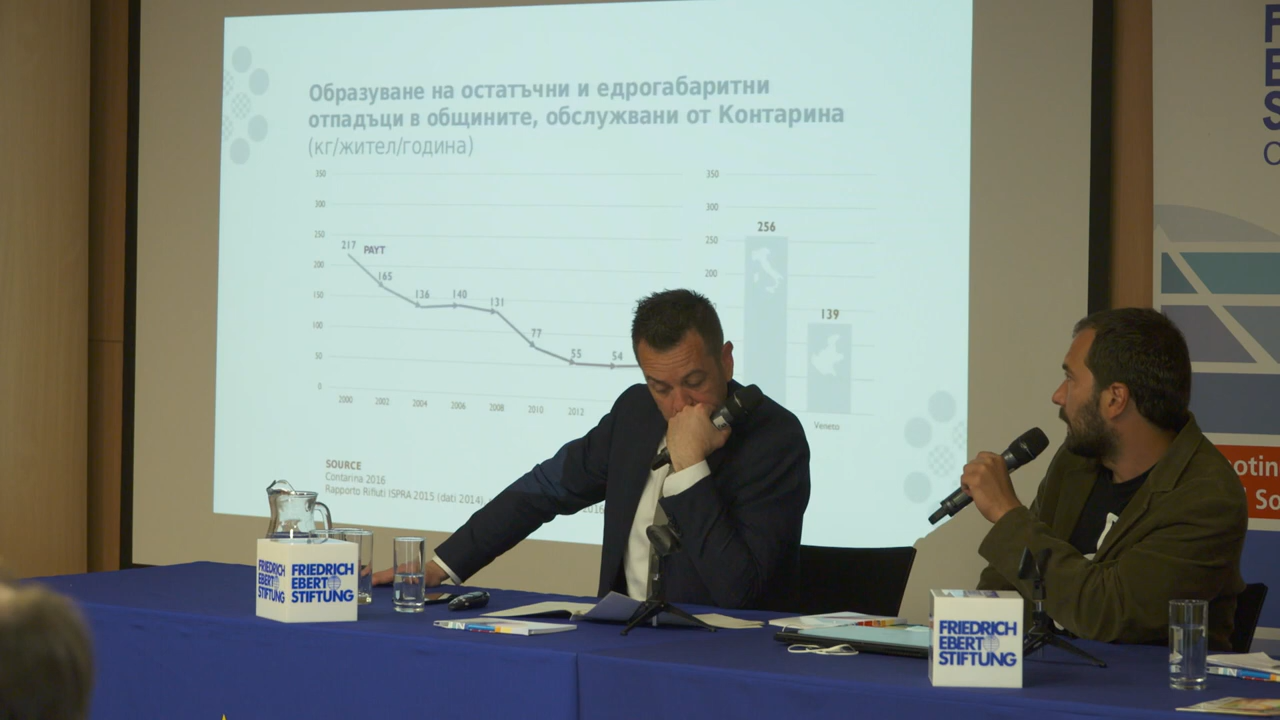 Образуване на остатъчни и едрогабаритни
отпадъци в общините, обслужвани от Контарина
(кг/жител/година)
350
300
250
200
150
100
50
0
217
PAYT
165
136
140
131
77
55
54
2000
2002
2004
2006
2008
2010
2012
350
300
250
200
256
139
Veneto
SOURCE
Contarina 2016
Rapporto Rifiuti ISPRA 2015 (dati 2014)
2016
FRIEDRICH
EBERT
STIFTUNG
FRIEDRICH
EBERT
STIFTUNG
FRIEDRICH
EBERT
STIFTUNG
F
E
S
otin
So